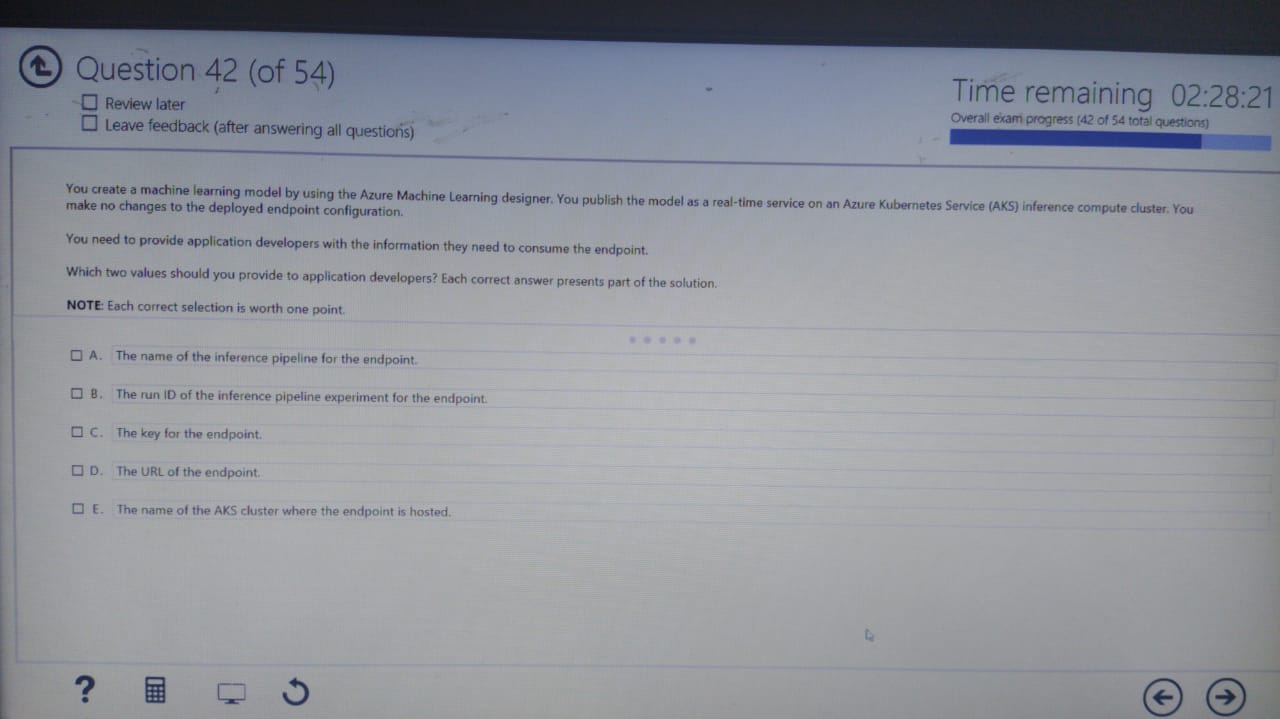 Question 42 (of 54)
Review later
Leave feedback (after answering all questions)
Time remaining 02:28:21
Overall exam progress (42 of 54 total questions)
You create a machine learning model by using the Azure Machine Learning designer. You publish the model as a real-time service on an Azure Kubernetes Service (AKS) inference compute cluster. You
make no changes to the deployed endpoint configuration.
You need to provide application developers with the information they need to consume the endpoint.
Which two values should you provide to application developers? Each correct answer presents part of the solution.
NOTE: Each correct selection is worth one point.
A. The name of the inference pipeline for the endpoint.
B. The run ID of the inference pipeline experiment for the endpoint.
C. The key for the endpoint.
D. The URL of the endpoint.
E. The name of the AKS cluster where the endpoint is hosted.
?